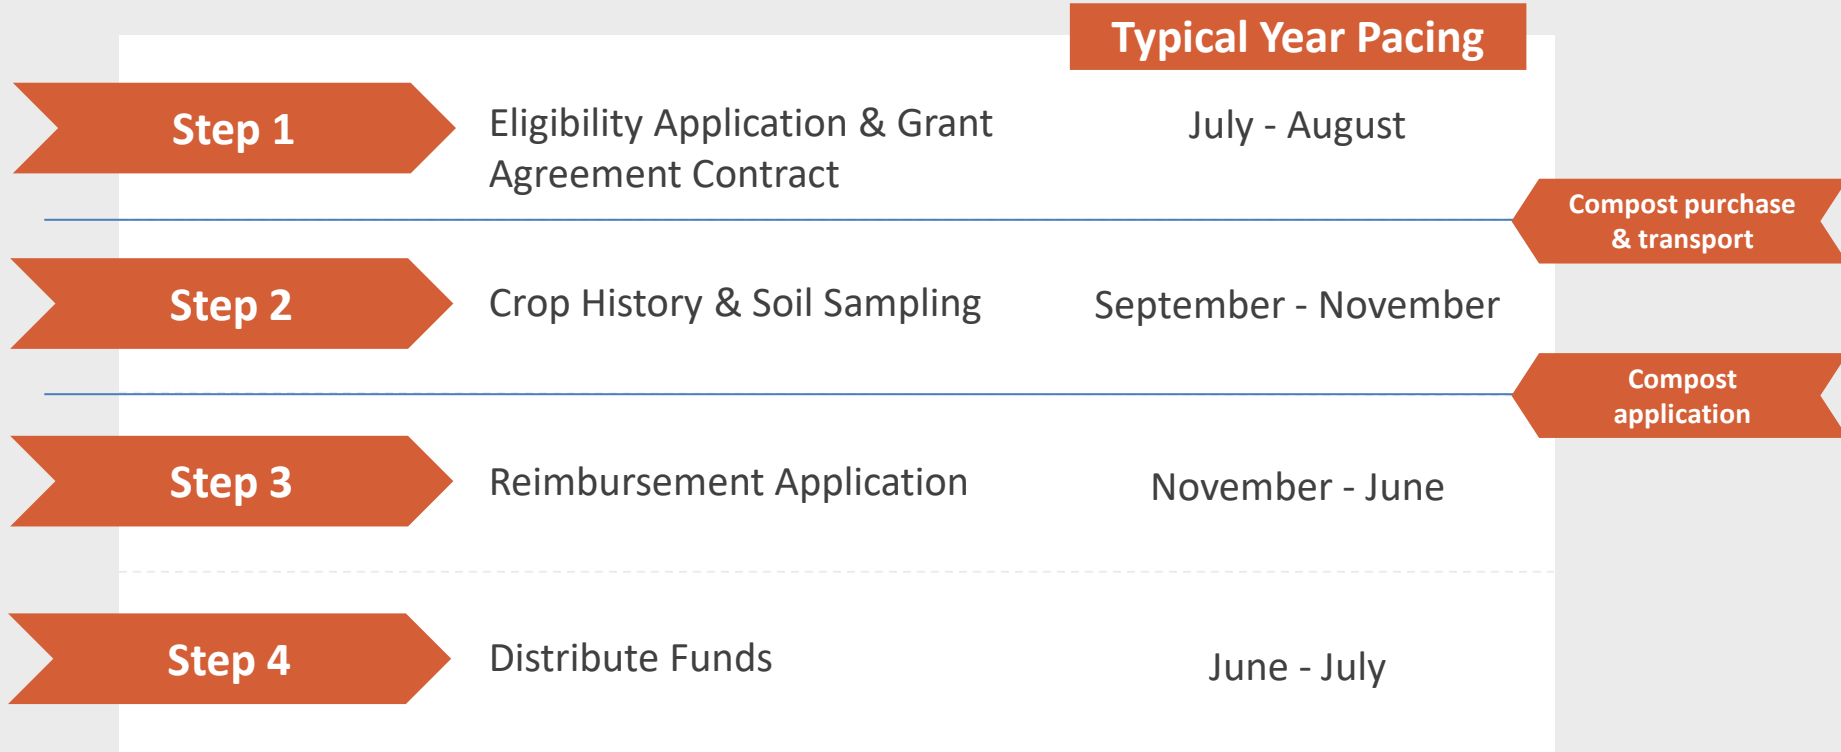 Typical Year Pacing
Step 1
Eligibility Application & Grant
Agreement Contract
July - August
Compost purchase
& transport
Step 2
Crop History & Soil Sampling
September - November
Compost
application
Step 3
Reimbursement Application
November - June
Step 4
Distribute Funds
June - July